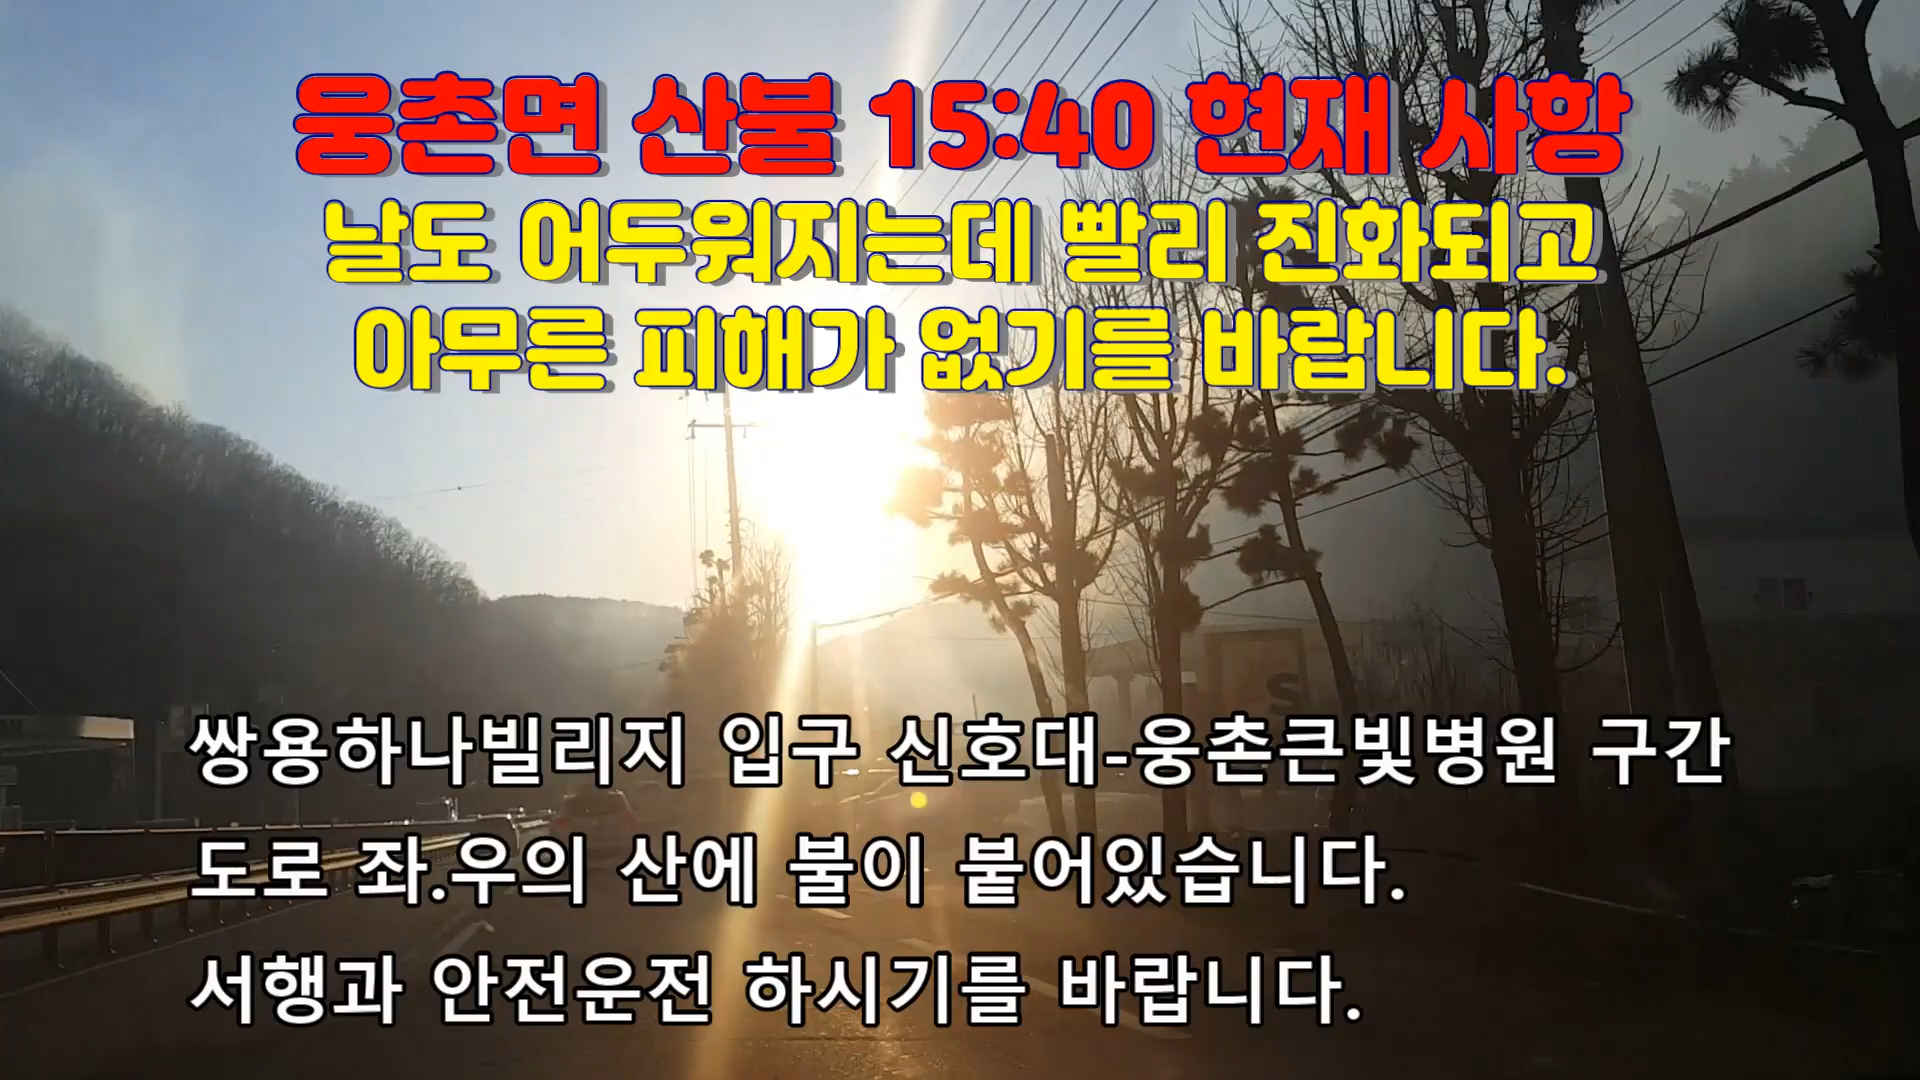 웅촌면 산불 15:40 현재 사항
날도 어두워지는데 빨리 진화되고
아무른 피해가 없기를 바랍니다.
S
쌍용하나빌리지 입구 신호대-웅촌큰빛병원 구간
도로 좌.우의 산에 불이 붙어있습니다.
서행과 안전운전 하시기를 바랍니다.